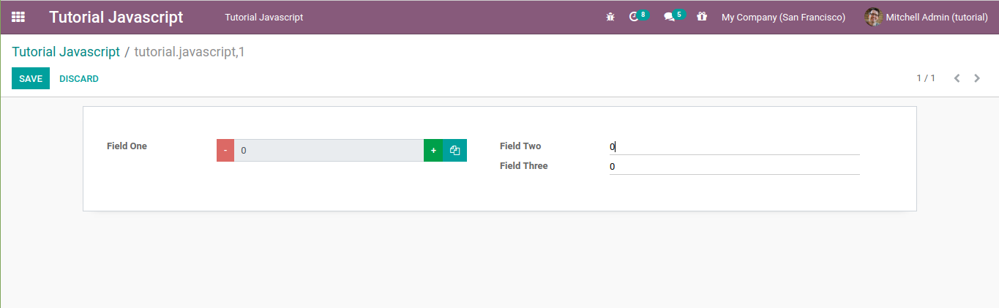 Tutorial Javascript Tutorial Javascript 8 5 My Company (San Francisco) Mitchell Admin (tutorial)
Tutorial Javascript / tutorial.javascript,1
SAVE DISCARD 1 / 1
Field One - 0 + Field Two 0
Field Three 0